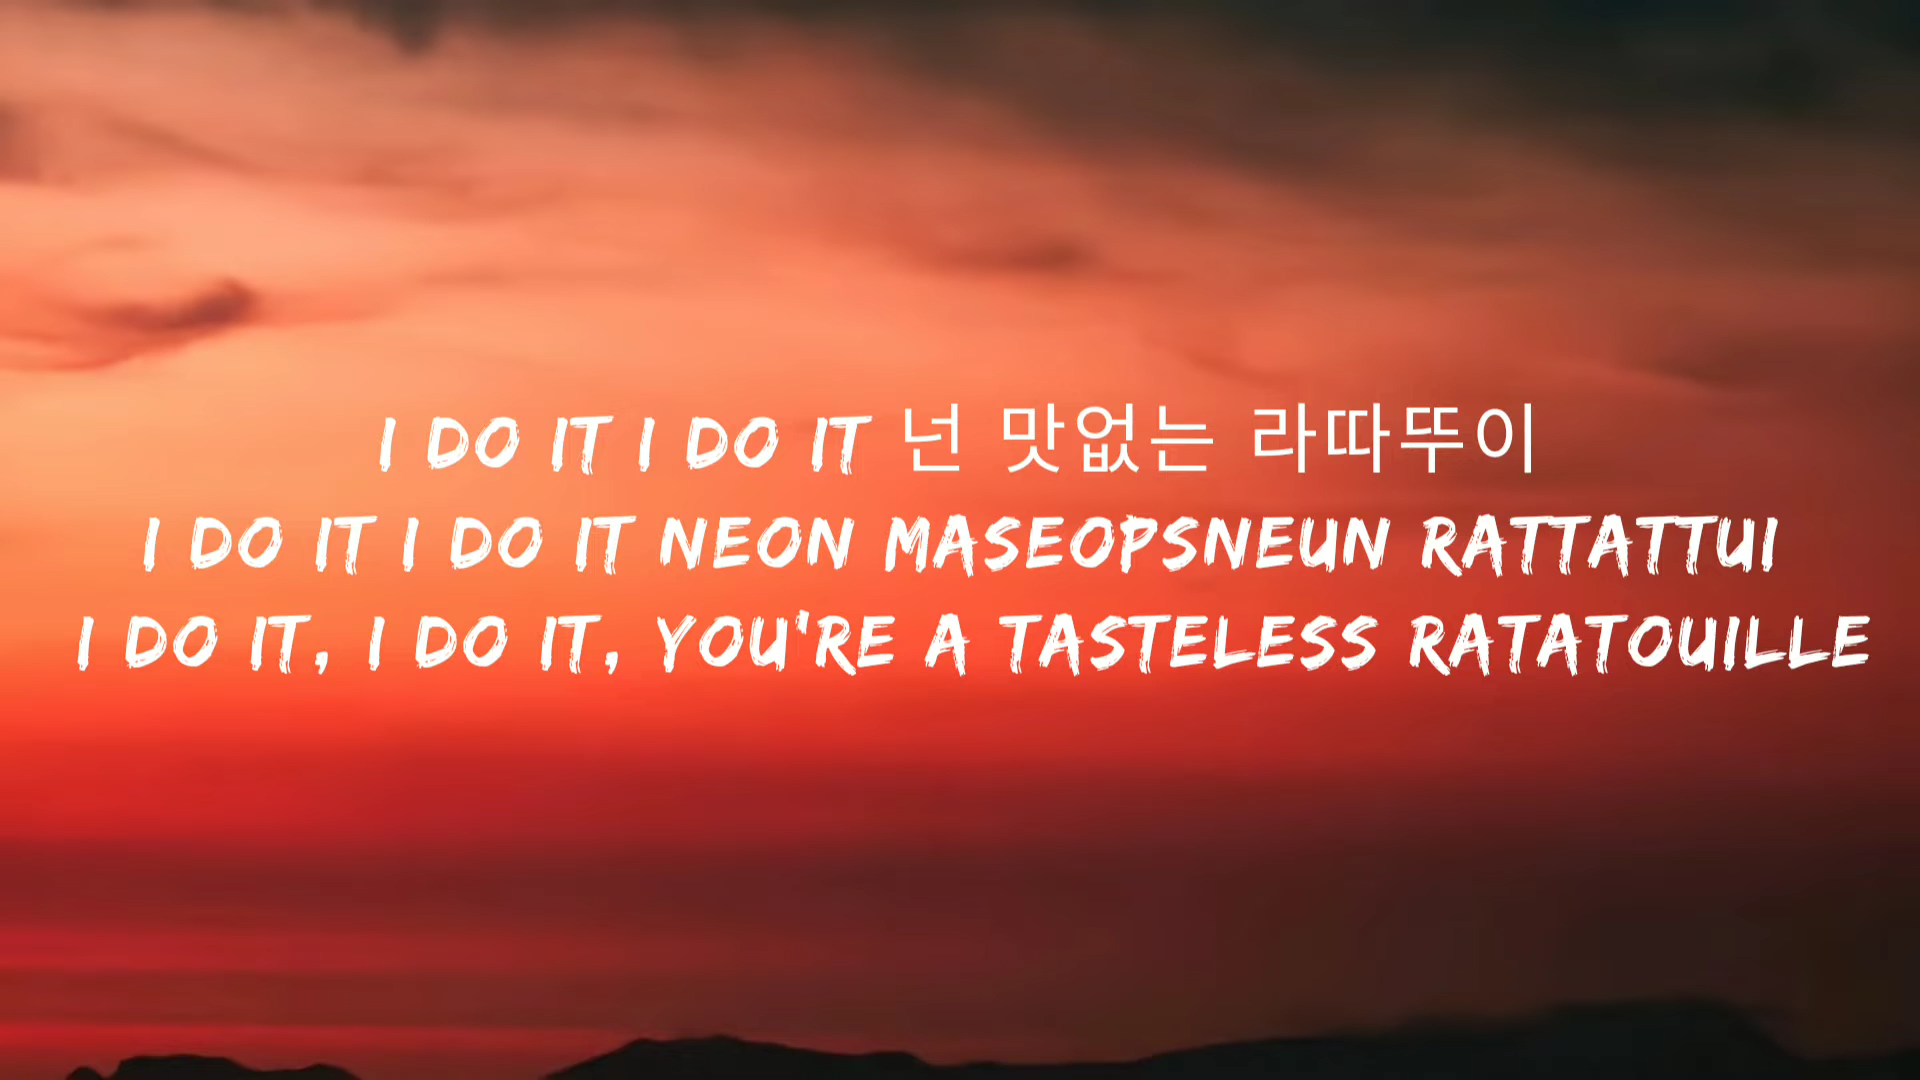 I DO IT I DO IT 넌 맛없는 라따뚜이
I DO IT I DO IT NEON MASEOPSNEUN RATTATTUI
I DO IT, I DO IT, YOU'RE A TASTELESS RATATOUILLE